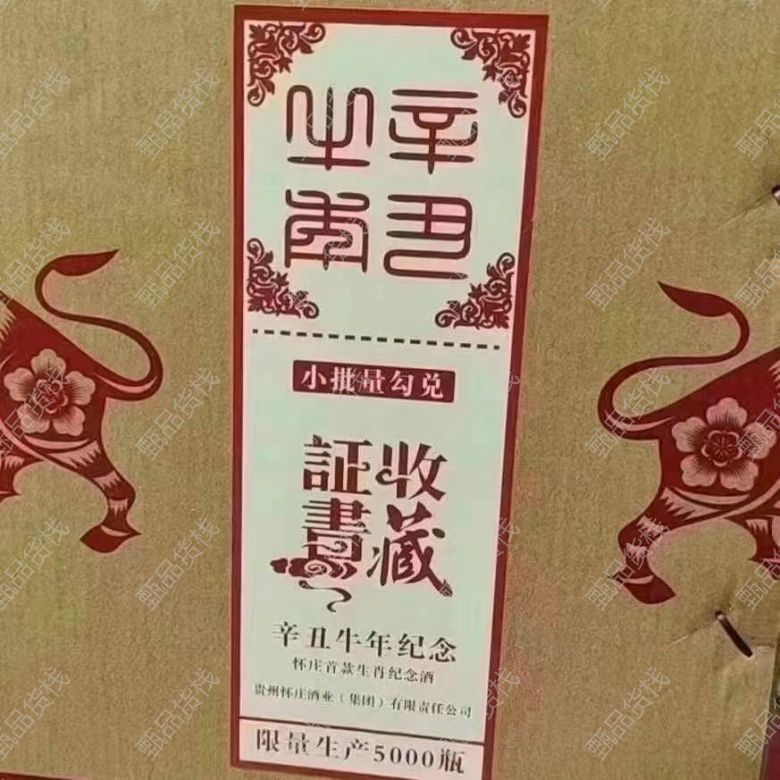 辛丑
牛年
小批量勾兑
收藏
証書
辛丑牛年纪念
怀庄首款生肖纪念酒
贵州怀庄酒业(集团)有限责任公司
限量生产5000瓶
甄品货栈